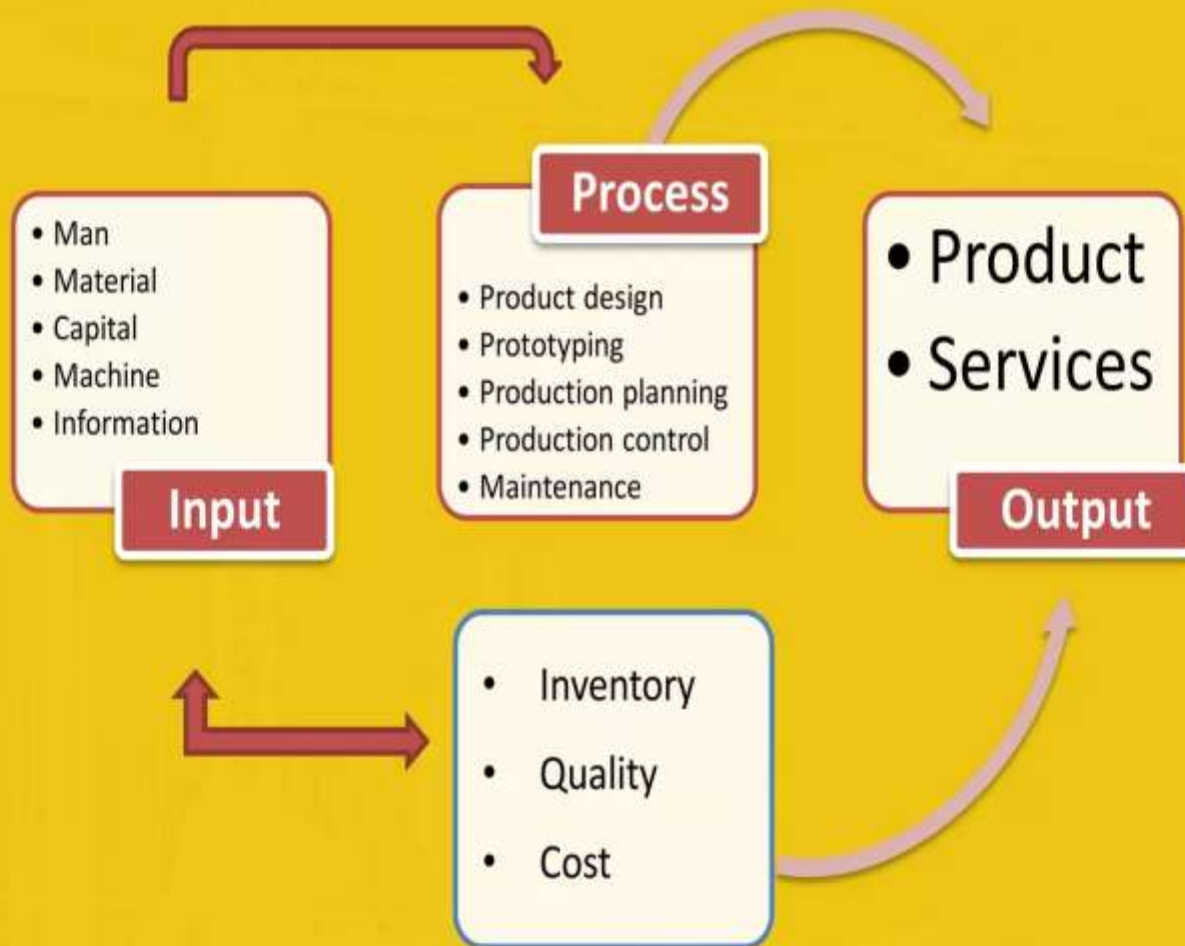 • Man
• Material
• Capital
• Machine
• Information
Input
Process
• Product design
• Prototyping
• Production planning
• Production control
• Maintenance
• Product
• Services
Output
• Inventory
• Quality
• Cost